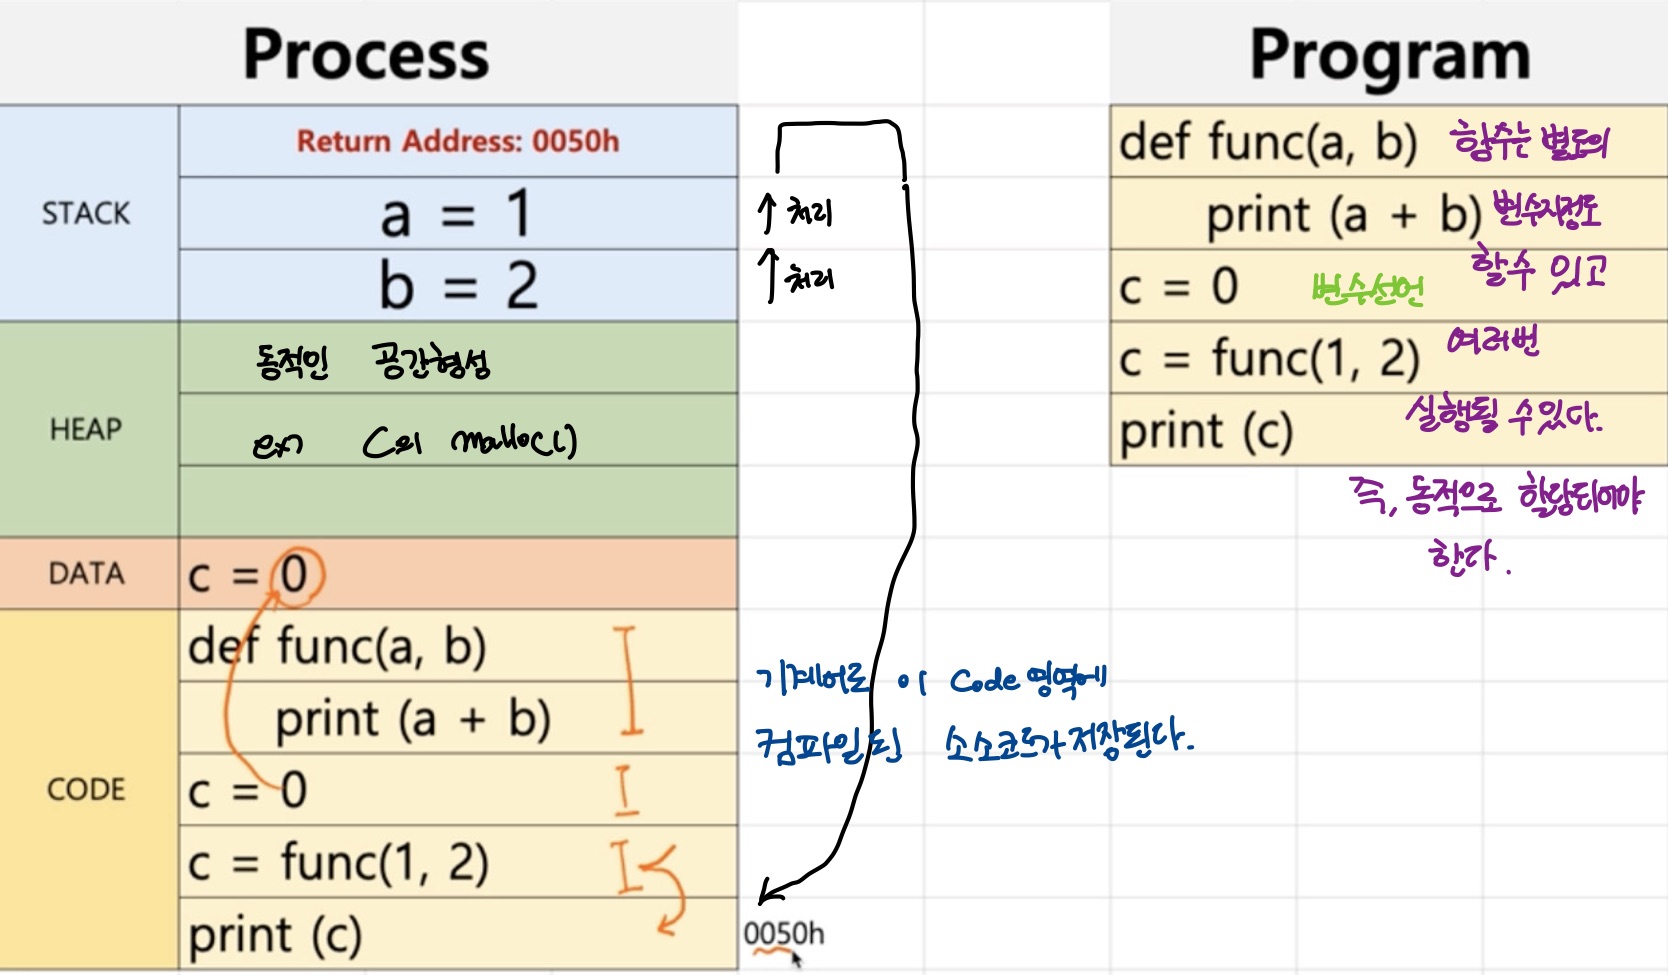 Process
Return Address: 0050h
STACK
a = 1
↑ 처리
b = 2
↑ 처리
HEAP
동적인 공간형성
ex) C의 malloc()
DATA
c = 0
CODE
def func(a, b)
print (a + b)
c = 0
c = func(1, 2)
print (c)
0050h
기계어로 이 Code 영역에
컴파일된 소소코드가 저장된다.
Program
def func(a, b)
print (a + b)
c = 0
변수선언
c = func(1, 2)
print (c)
함수는 별도의
변수지정도
할수 있고
여러번
실행될 수있다.
즉, 동적으로 할당되어야
한다.